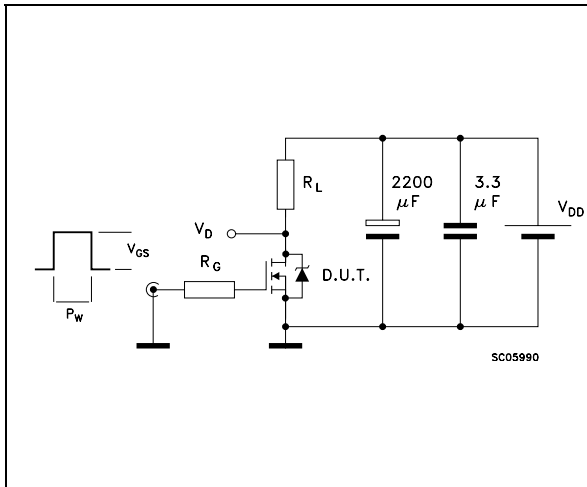 R_L
2200
μF
3.3
μF
V_DD
V_D
V_GS
R_G
D.U.T.
P_W
SC05990